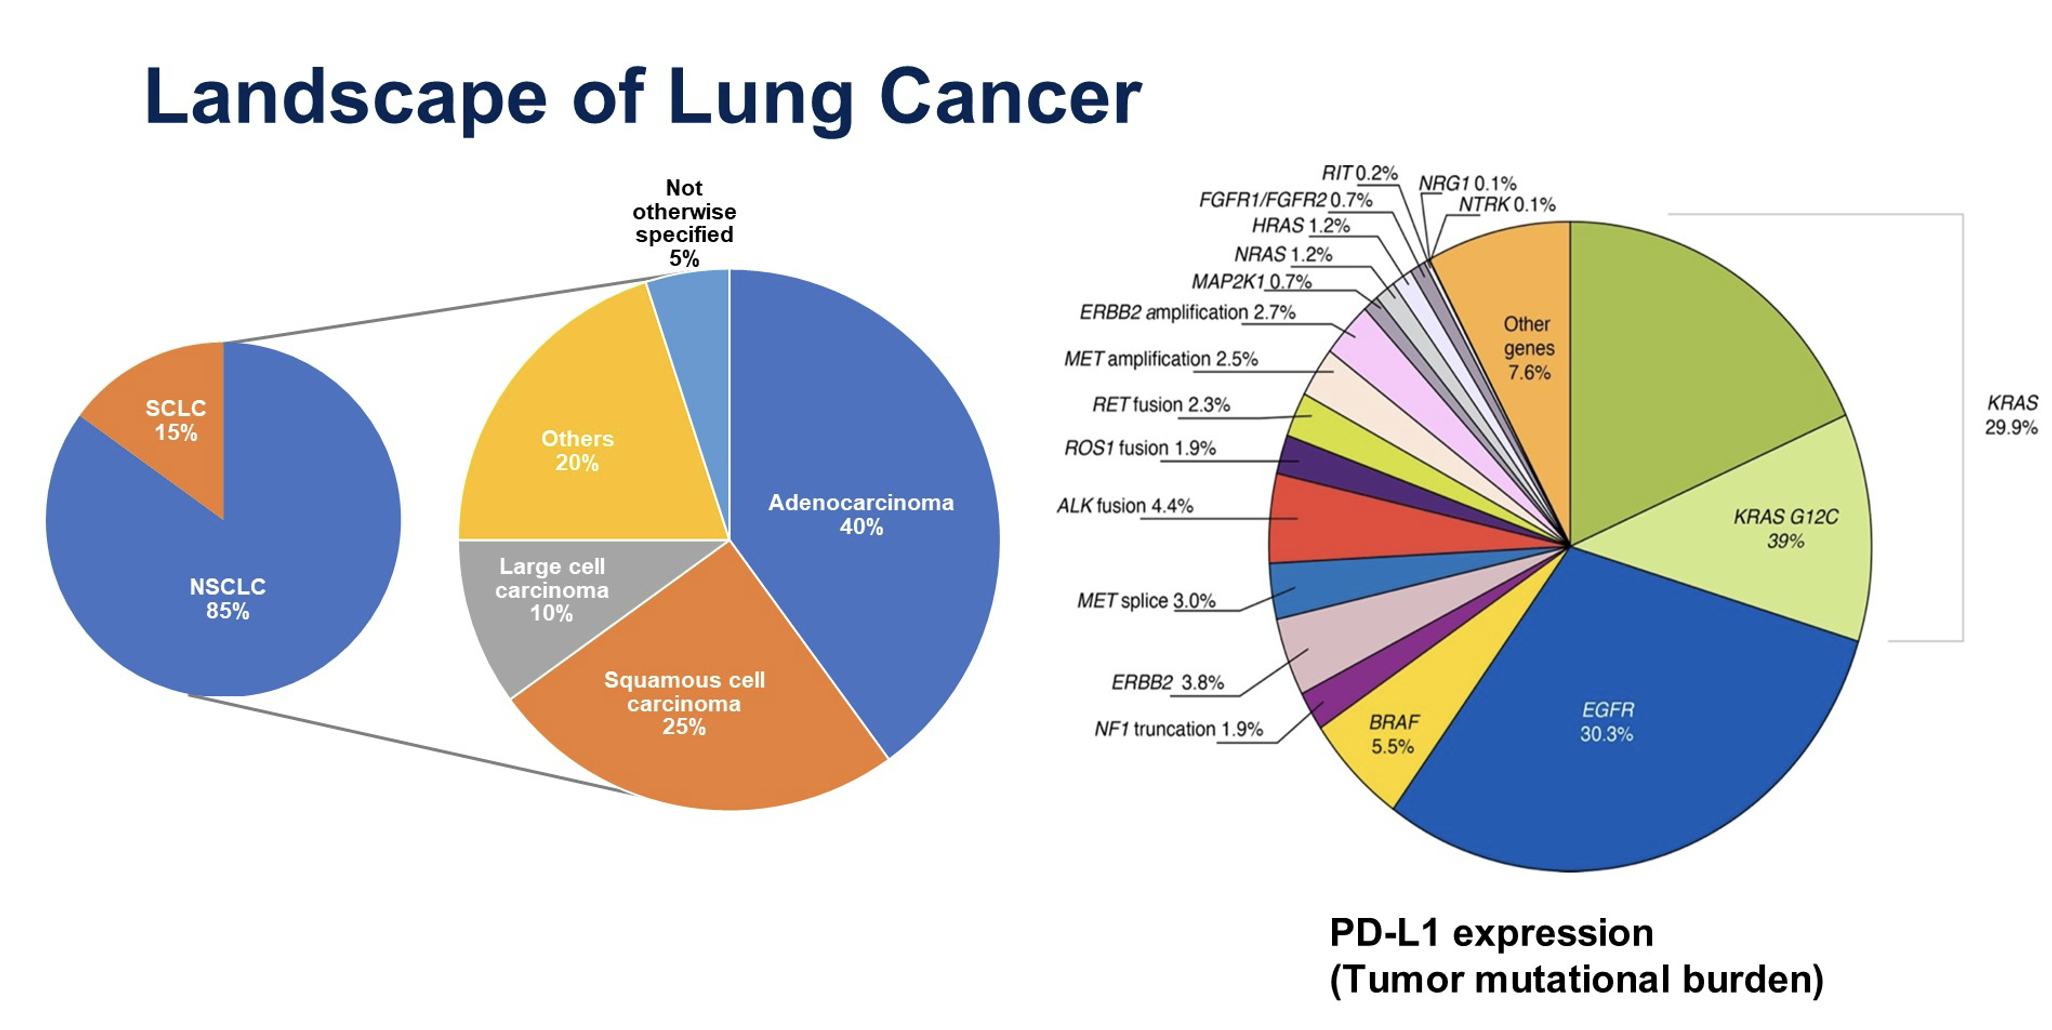 Landscape of Lung Cancer
SCLC
15%
NSCLC
85%
Not
otherwise
specified
5%
Others
20%
Adenocarcinoma
40%
Large cell
carcinoma
10%
Squamous cell
carcinoma
25%
RIT 0.2%
NRG1 0.1%
FGFR1/FGFR2 0.7%
NTRK 0.1%
HRAS 1.2%
NRAS 1.2%
MAP2K1 0.7%
ERBB2 amplification 2.7%
MET amplification 2.5%
RET fusion 2.3%
ROS1 fusion 1.9%
ALK fusion 4.4%
MET splice 3.0%
ERBB2 3.8%
NF1 truncation 1.9%
Other
genes
7.6%
KRAS
29.9%
KRAS G12C
39%
EGFR
30.3%
BRAF
5.5%
PD-L1 expression
(Tumor mutational burden)